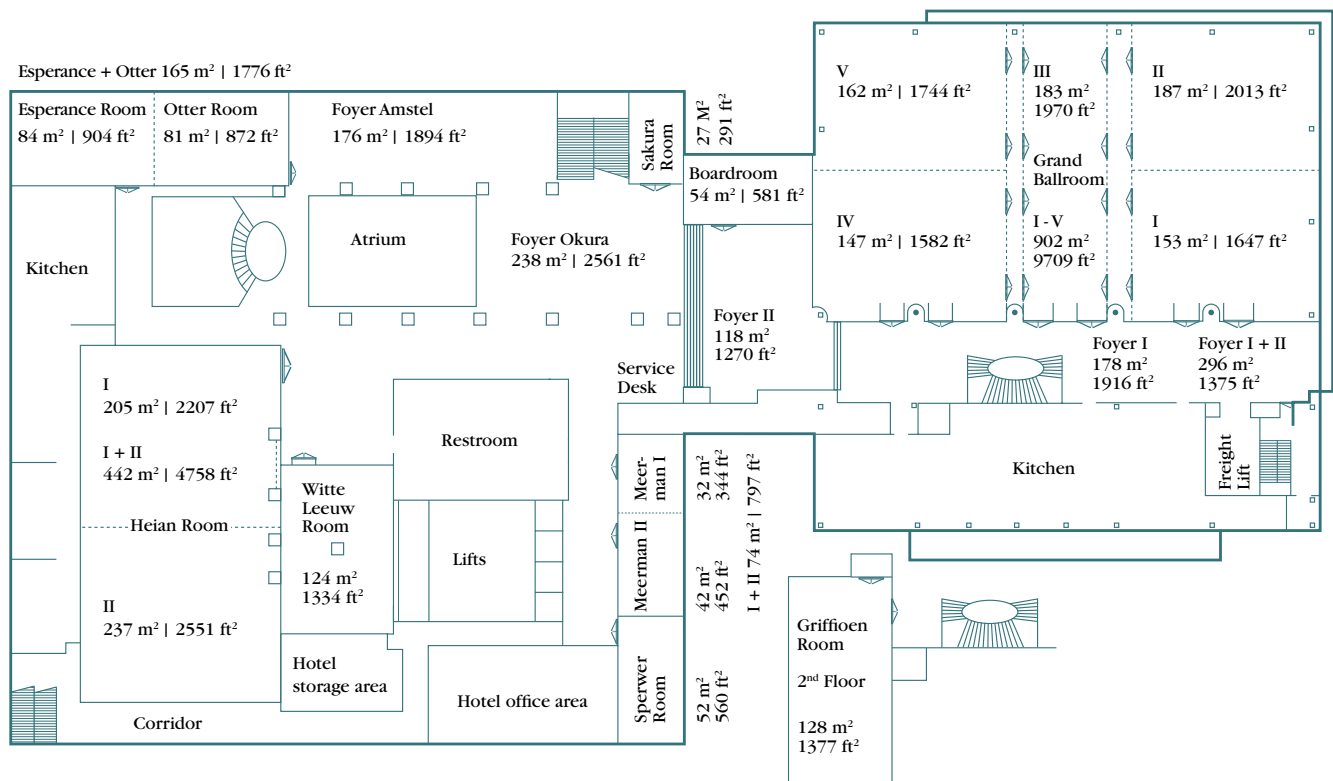 Esperance + Otter 165 m² | 1776 ft²
Esperance Room
84 m² | 904 ft²
Otter Room
81 m² | 872 ft²
Foyer Amstel
176 m² | 1894 ft²
Sakura
Room
27 M²
291 ft²
Boardroom
54 m² | 581 ft²
V
162 m² | 1744 ft²
III
183 m²
1970 ft²
II
187 m² | 2013 ft²
Grand
Ballroom
IV
147 m² | 1582 ft²
I - V
902 m²
9709 ft²
I
153 m² | 1647 ft²
Kitchen
Atrium
Foyer Okura
238 m² | 2561 ft²
Foyer II
118 m²
1270 ft²
Foyer I
178 m²
1916 ft²
Foyer I + II
296 m²
1375 ft²
Service
Desk
I
205 m² | 2207 ft²
I + II
442 m² | 4758 ft²
Heian Room
II
237 m² | 2551 ft²
Witte
Leeuw
Room
124 m²
1334 ft²
Restroom
Lifts
Meer-
man I
32 m²
344 ft²
Meerman II
42 m²
452 ft²
I + II 74 m² | 797 ft²
Sperwer
Room
52 m²
560 ft²
Kitchen
Freight
Lift
Hotel
storage area
Hotel office area
Corridor
Griffioen
Room
2nd Floor
128 m²
1377 ft²